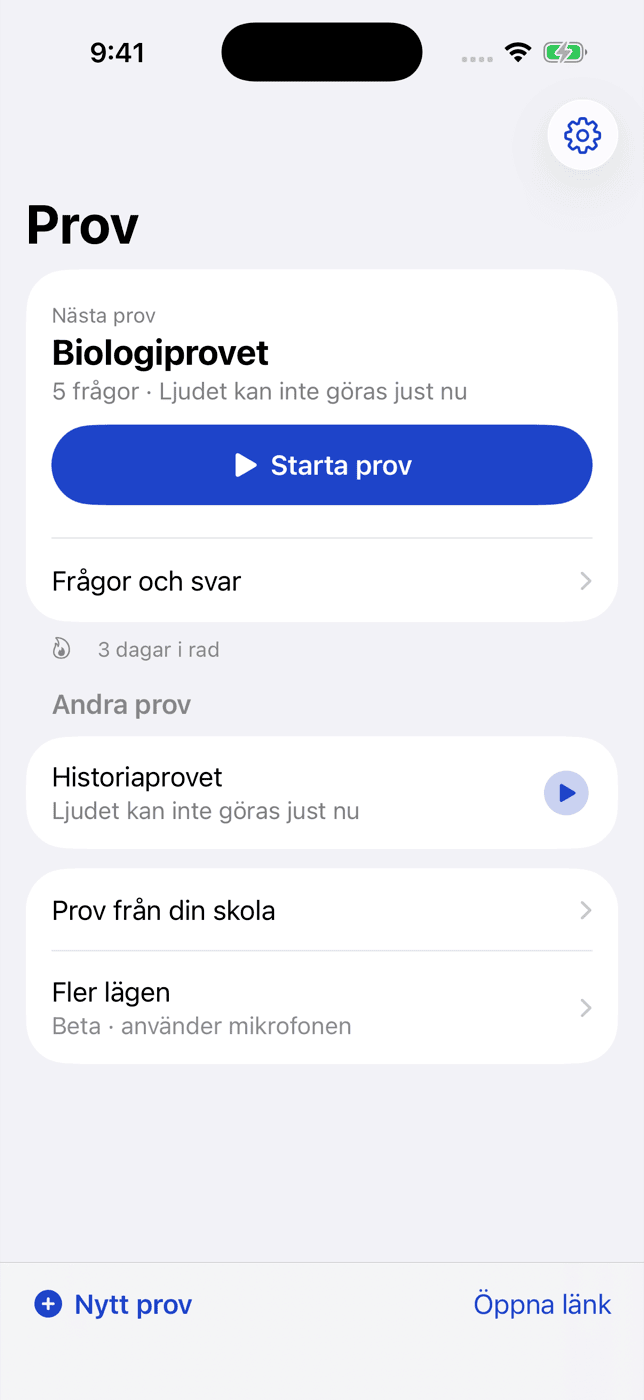 9:41
Prov
Nästa prov
Biologiprovet
5 frågor · Ljudet kan inte göras just nu
Starta prov
Frågor och svar
3 dagar i rad
Andra prov
Historiaprovet
Ljudet kan inte göras just nu
Prov från din skola
Fler lägen
Beta · använder mikrofonen
Nytt prov
Öppna länk